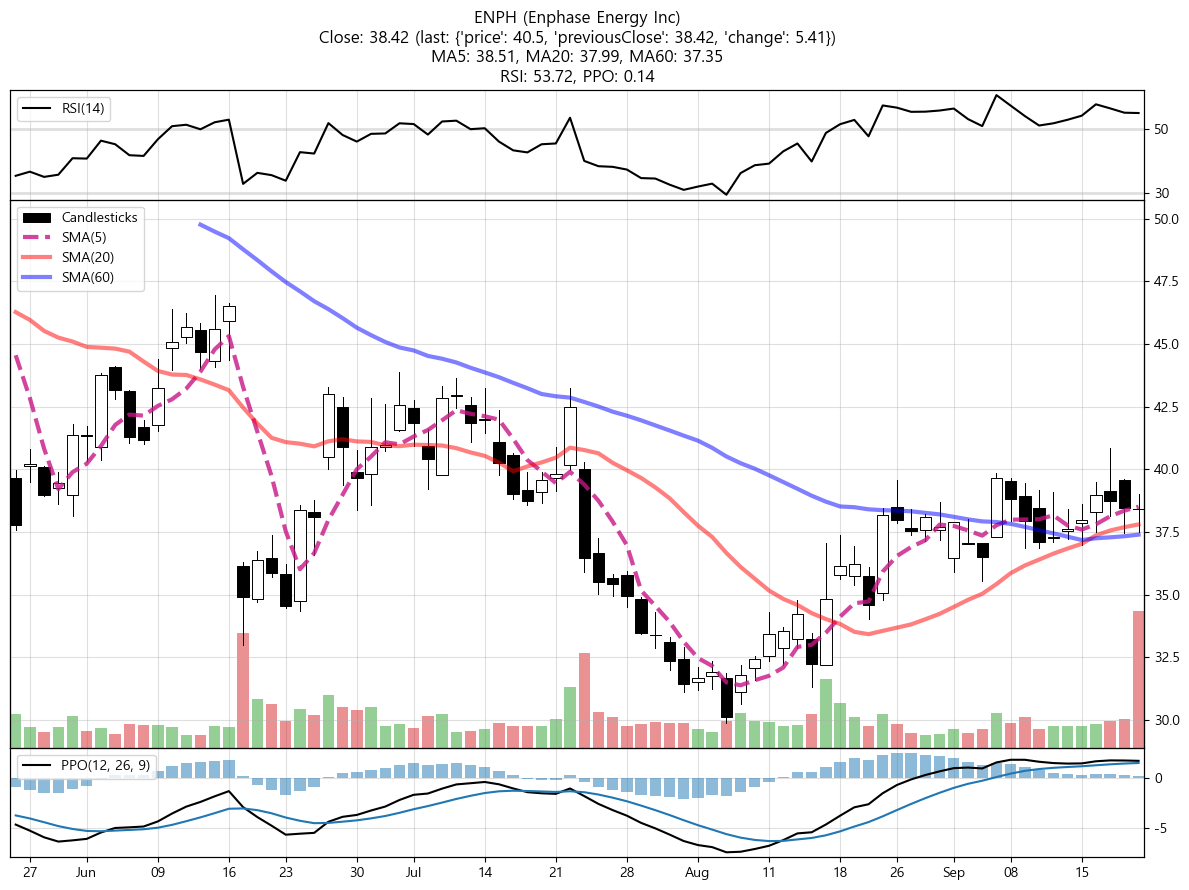 ENPH (Enphase Energy Inc)
Close: 38.42 (last: {'price': 40.5, 'previousClose': 38.42, 'change': 5.41})
MA5: 38.51, MA20: 37.99, MA60: 37.35
RSI: 53.72, PPO: 0.14
RSI(14)
50
30
Candlesticks
SMA(5)
SMA(20)
SMA(60)
50.0
47.5
45.0
42.5
40.0
37.5
35.0
32.5
30.0
PPO(12, 26, 9)
0
-5
27 Jun 09 16 23 30 Jul 14 21 28 Aug 11 18 26 Sep 08 15